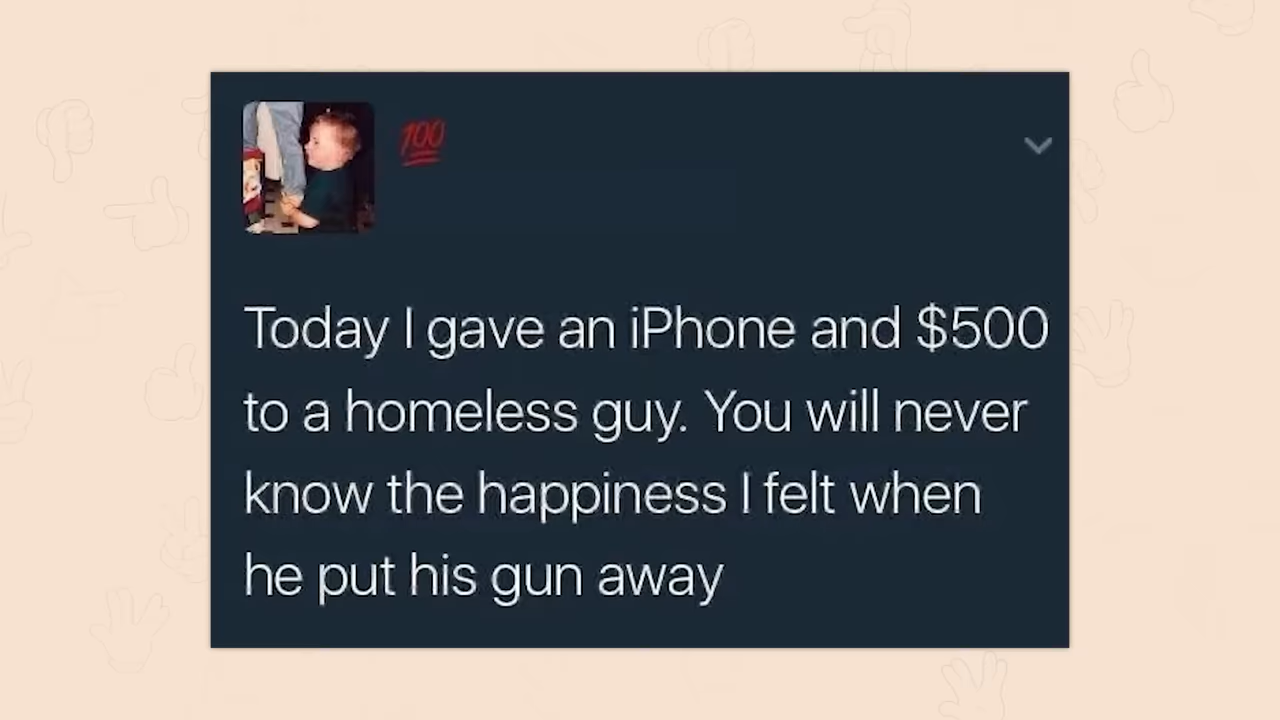 💯
Today I gave an iPhone and $500
to a homeless guy. You will never
know the happiness I felt when
he put his gun away